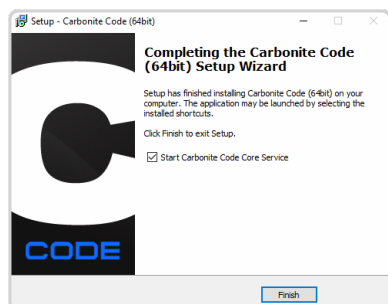 Setup - Carbonite Code (64bit)
Completing the Carbonite Code
(64bit) Setup Wizard
Setup has finished installing Carbonite Code (64bit) on your
computer. The application may be launched by selecting the
installed shortcuts.
Click Finish to exit Setup.
Start Carbonite Code Core Service
C
CODE
Finish